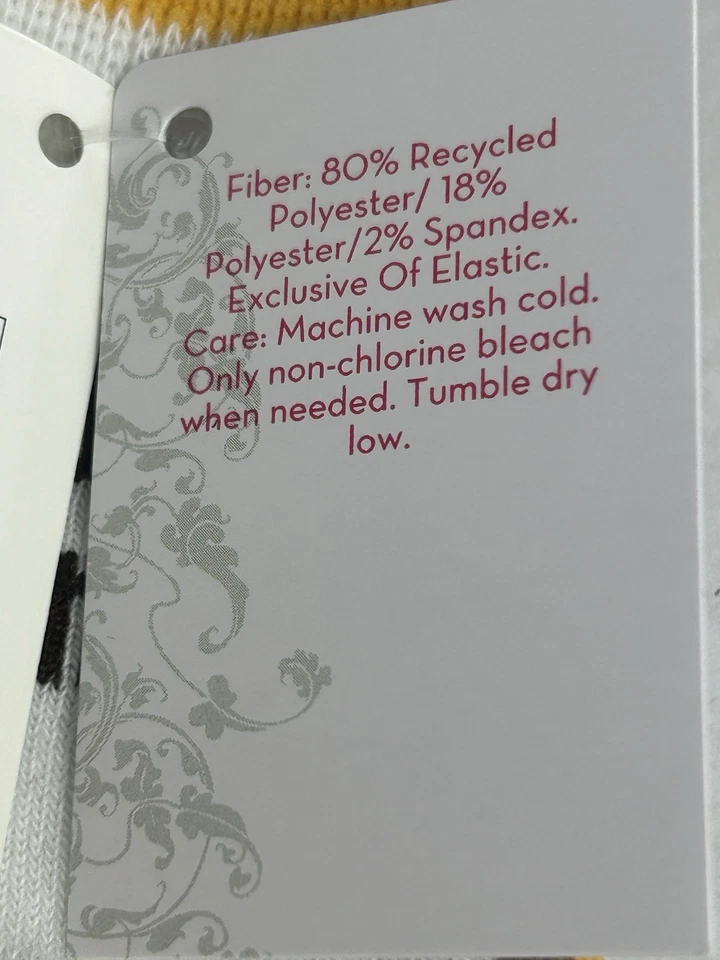 Fiber: 80% Recycled
Polyester/ 18%
Polyester/2% Spandex.
Exclusive Of Elastic.
Care: Machine wash cold.
Only non-chlorine bleach
when needed. Tumble dry
low.